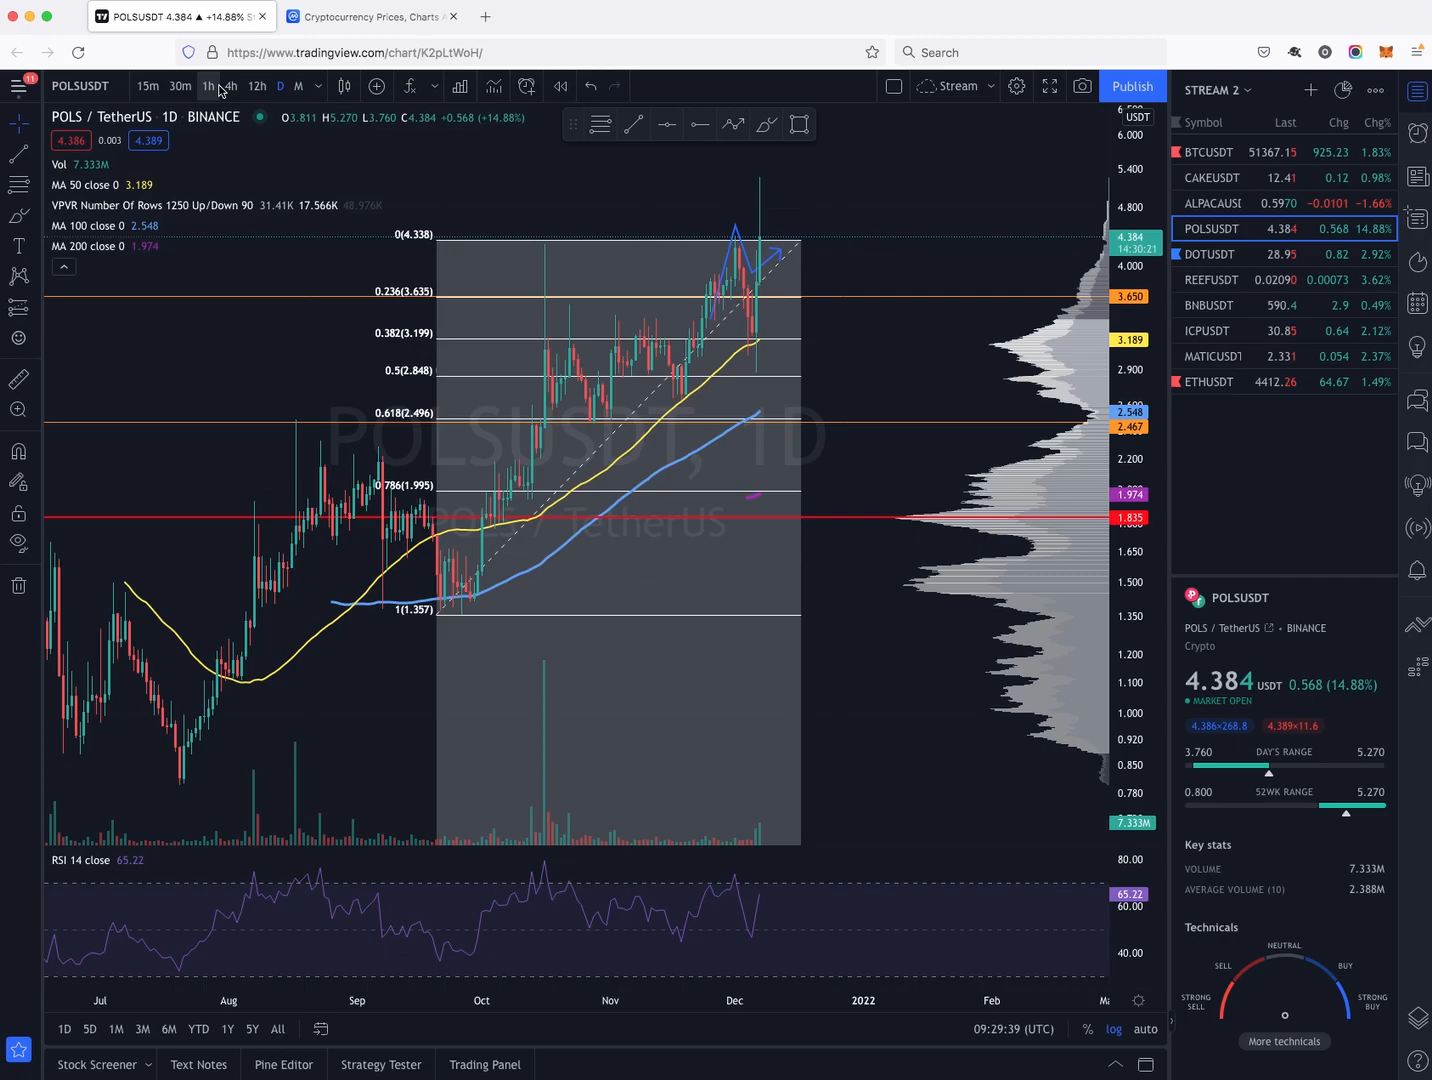 POLSUSDT 4.384 ▲ +14.88% St
Cryptocurrency Prices, Charts A
https://www.tradingview.com/chart/K2pLtWoH/
Search
11
POLSUSDT
15m 30m 1h 4h 12h D M
Stream
Publish
POLS / TetherUS · 1D · BINANCE
O3.811 H5.270 L3.760 C4.384 +0.568 (+14.88%)
4.386 0.003 4.389
Vol 7.333M
MA 50 close 0 3.189
VPVR Number Of Rows 1250 Up/Down 90 31.41K 17.566K 48.976K
MA 100 close 0 2.548
MA 200 close 0 1.974
0(4.338)
0.236(3.635)
0.382(3.199)
0.5(2.848)
0.618(2.496)
0.786(1.995)
1(1.357)
POLSUSDT, 1D
POLS / TetherUS
USDT
6.000
5.400
4.800
4.384
14:30:21
4.000
3.650
3.189
2.900
2.548
2.467
2.200
1.974
1.835
1.650
1.500
1.350
1.200
1.100
1.000
0.920
0.850
0.780
7.333M
RSI 14 close 65.22
80.00
65.22
60.00
40.00
Jul Aug Sep Oct Nov Dec 2022 Feb Ma
1D 5D 1M 3M 6M YTD 1Y 5Y All
09:29:39 (UTC) % log auto
Stock Screener Text Notes Pine Editor Strategy Tester Trading Panel
STREAM 2
Symbol Last Chg Chg%
BTCUSDT 51367.15 925.23 1.83%
CAKEUSDT 12.41 0.12 0.98%
ALPACAUSI 0.5970 −0.0101 −1.66%
POLSUSDT 4.384 0.568 14.88%
DOTUSDT 28.95 0.82 2.92%
REEFUSDT 0.02090 0.00073 3.62%
BNBUSDT 590.4 2.9 0.49%
ICPUSDT 30.85 0.64 2.12%
MATICUSDT 2.331 0.054 2.37%
ETHUSDT 4412.26 64.67 1.49%
POLSUSDT
POLS / TetherUS • BINANCE
Crypto
4.384 USDT 0.568 (14.88%)
MARKET OPEN
4.386×268.8 4.389×11.6
3.760 DAY'S RANGE 5.270
0.800 52WK RANGE 5.270
Key stats
VOLUME 7.333M
AVERAGE VOLUME (10) 2.388M
Technicals
NEUTRAL
SELL BUY
STRONG SELL STRONG BUY
More technicals